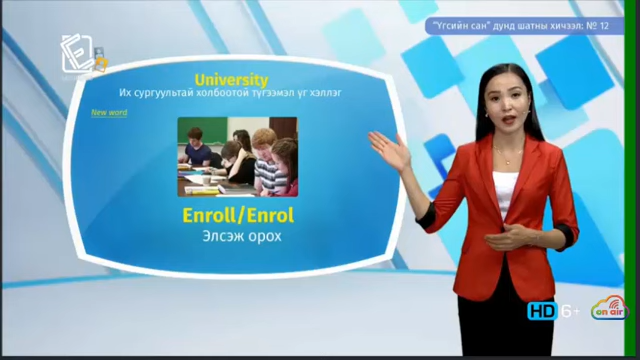 "Үгсийн сан" дунд шатны хичээл: № 12
University
Их сургуультай холбоотой түгээмэл үг хэллэг
New word
Enroll/Enrol
Элсэж орох
HD 6+
on air